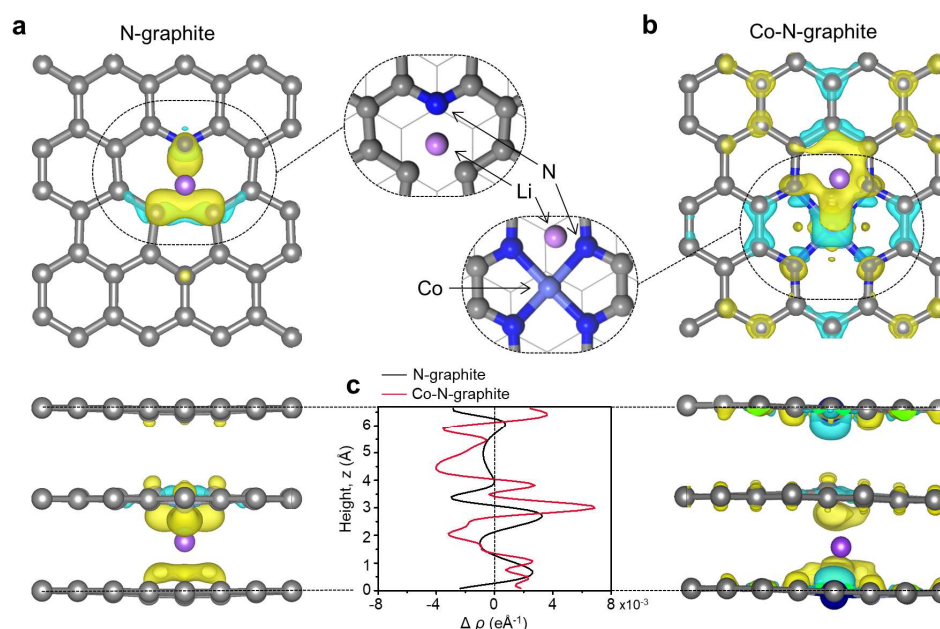 a
N-graphite
b
Co-N-graphite
N
Li
Co
c
N-graphite
Co-N-graphite
Height, z (Å)
6
5
4
3
2
1
0
-8
-4
0
4
8
x10⁻³
Δ ρ (eÅ⁻¹)